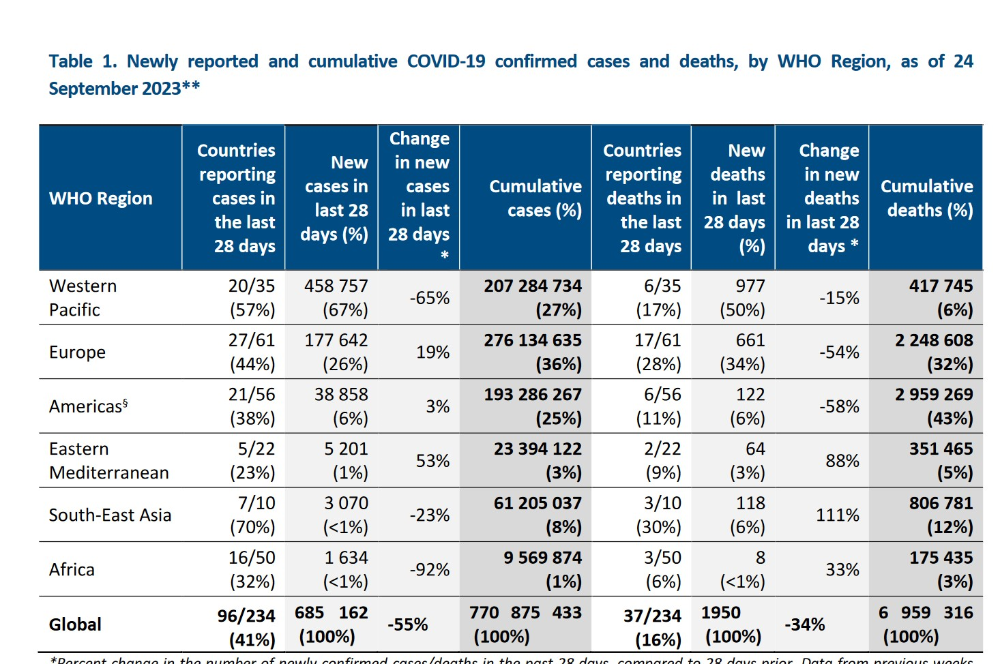 Table 1. Newly reported and cumulative COVID-19 confirmed cases and deaths, by WHO Region, as of 24
September 2023**
WHO Region
Countries
reporting
cases in
the last
28 days
New
cases in
last 28
days (%)
Change
in new
cases
in last
28 days
*
Cumulative
cases (%)
Countries
reporting
deaths in
the last
28 days
New
deaths
in last
28 days
(%)
Change
in new
deaths
in last 28
days *
Cumulative
deaths (%)
Western
Pacific
20/35
(57%)
458 757
(67%)
-65%
207 284 734
(27%)
6/35
(17%)
977
(50%)
-15%
417 745
(6%)
Europe
27/61
(44%)
177 642
(26%)
19%
276 134 635
(36%)
17/61
(28%)
661
(34%)
-54%
2 248 608
(32%)
Americas§
21/56
(38%)
38 858
(6%)
3%
193 286 267
(25%)
6/56
(11%)
122
(6%)
-58%
2 959 269
(43%)
Eastern
Mediterranean
5/22
(23%)
5 201
(1%)
53%
23 394 122
(3%)
2/22
(9%)
64
(3%)
88%
351 465
(5%)
South-East Asia
7/10
(70%)
3 070
(<1%)
-23%
61 205 037
(8%)
3/10
(30%)
118
(6%)
111%
806 781
(12%)
Africa
16/50
(32%)
1 634
(<1%)
-92%
9 569 874
(1%)
3/50
(6%)
8
(<1%)
33%
175 435
(3%)
Global
96/234
(41%)
685 162
(100%)
-55%
770 875 433
(100%)
37/234
(16%)
1950
(100%)
-34%
6 959 316
(100%)
*Percent change in the number of newly confirmed cases/deaths in the past 28 days, compared to 28 days prior. Data from previous weeks